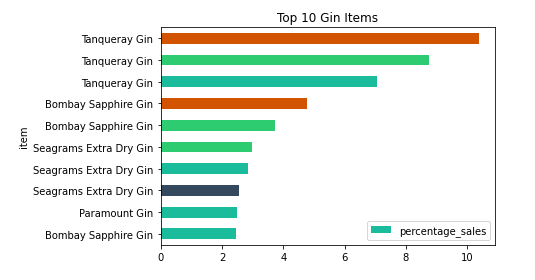 Top 10 Gin Items
Tanqueray Gin
Tanqueray Gin
Tanqueray Gin
Bombay Sapphire Gin
Bombay Sapphire Gin
Seagrams Extra Dry Gin
Seagrams Extra Dry Gin
Seagrams Extra Dry Gin
Paramount Gin
Bombay Sapphire Gin
item
percentage_sales
0 2 4 6 8 10